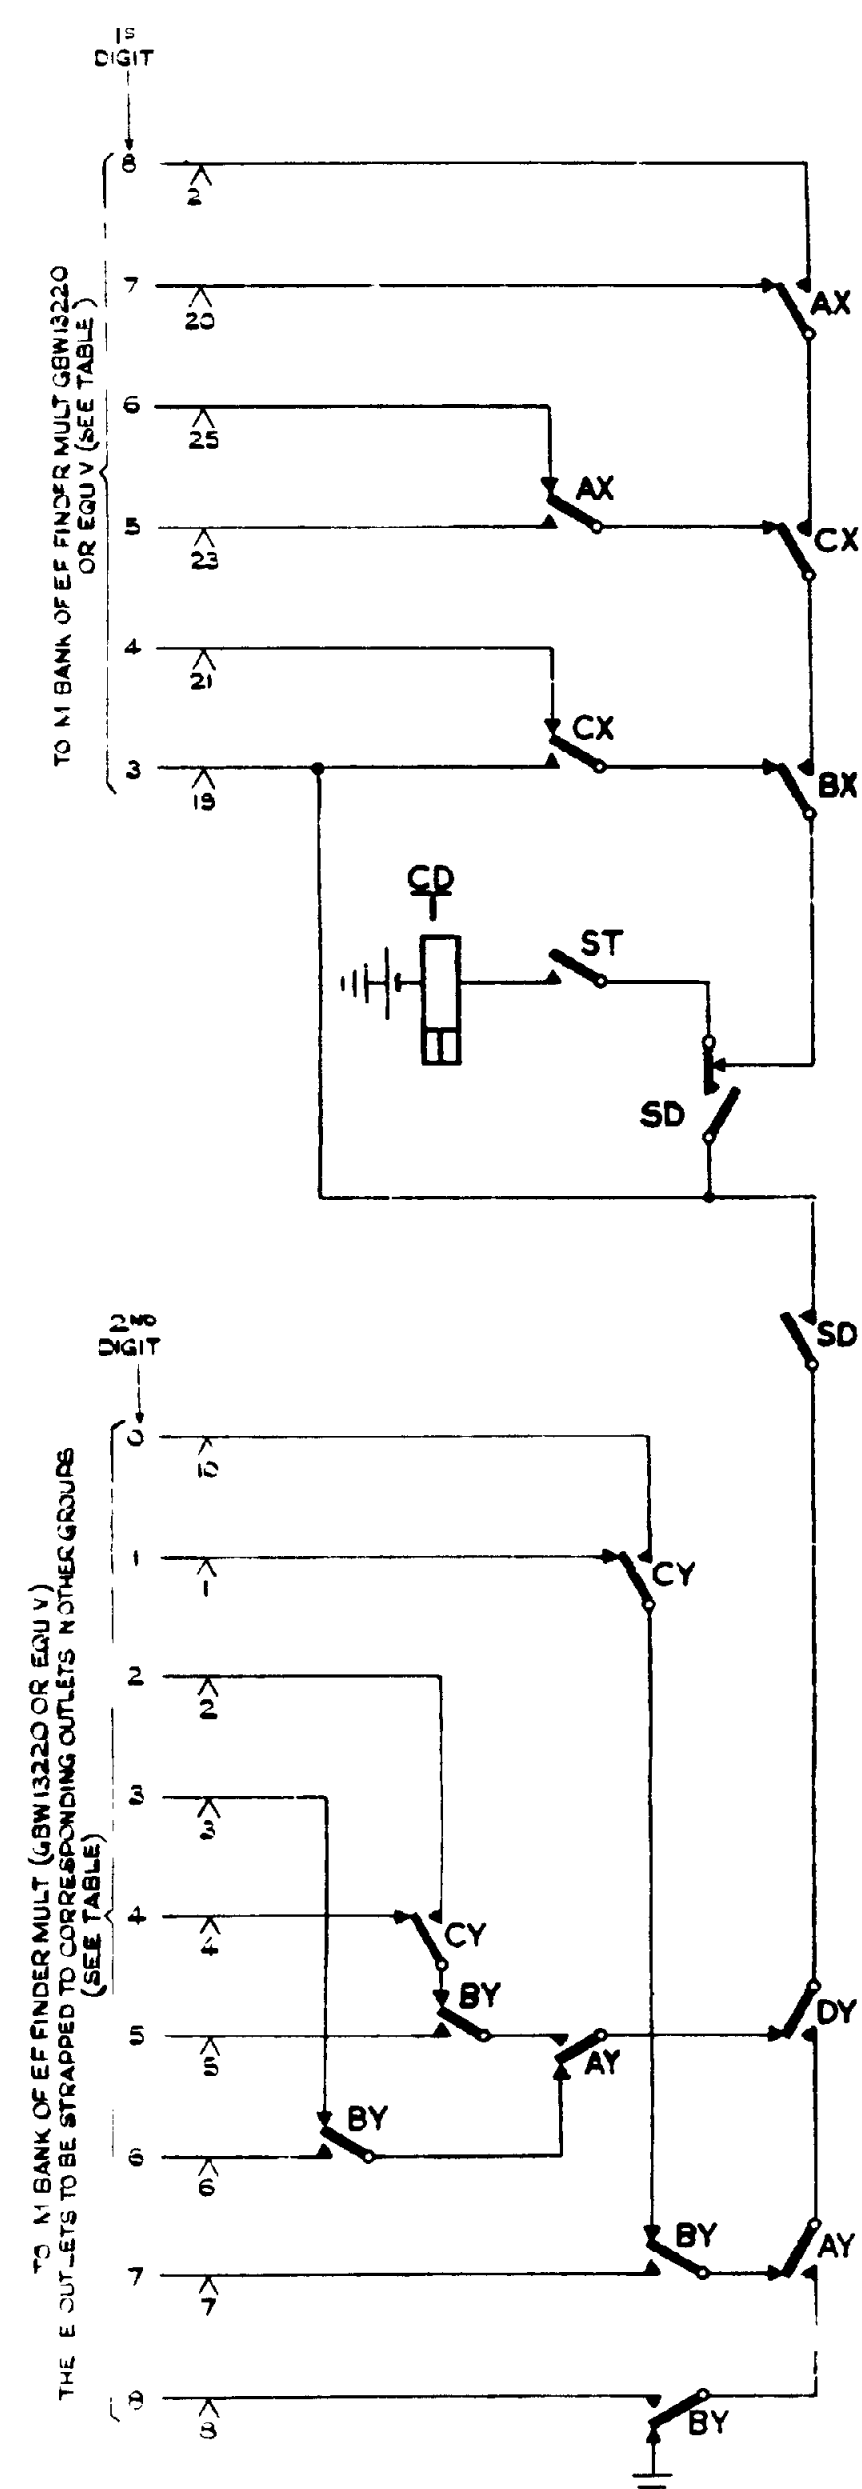 1ST
DIGIT
8
2
7
AX
20
6
25
AX
5
CX
23
4
21
CX
3
BX
19
TO M BANK OF EF FINDER MULT GBW13220
OR EQUIV (SEE TABLE)
CD
ST
SD
SD
2ND
DIGIT
0
1
CY
1
2
2
3
3
4
4
CY
BY
DY
5
5
AY
BY
6
6
BY
AY
7
7
8
8
BY
TO M BANK OF EF FINDER MULT (GBW13220 OR EQUIV)
THESE OUTLETS TO BE STRAPPED TO CORRESPONDING OUTLETS IN OTHER GROUPS
(SEE TABLE)